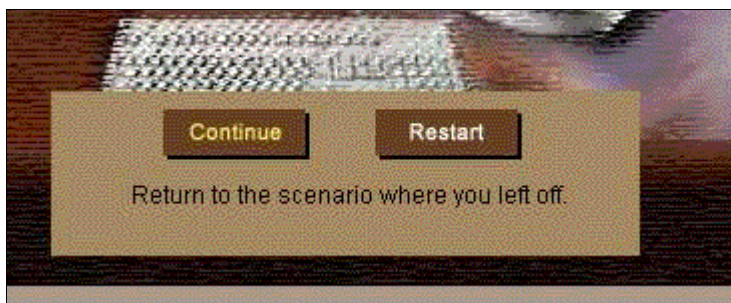 Continue Restart
Return to the scenario where you left off.